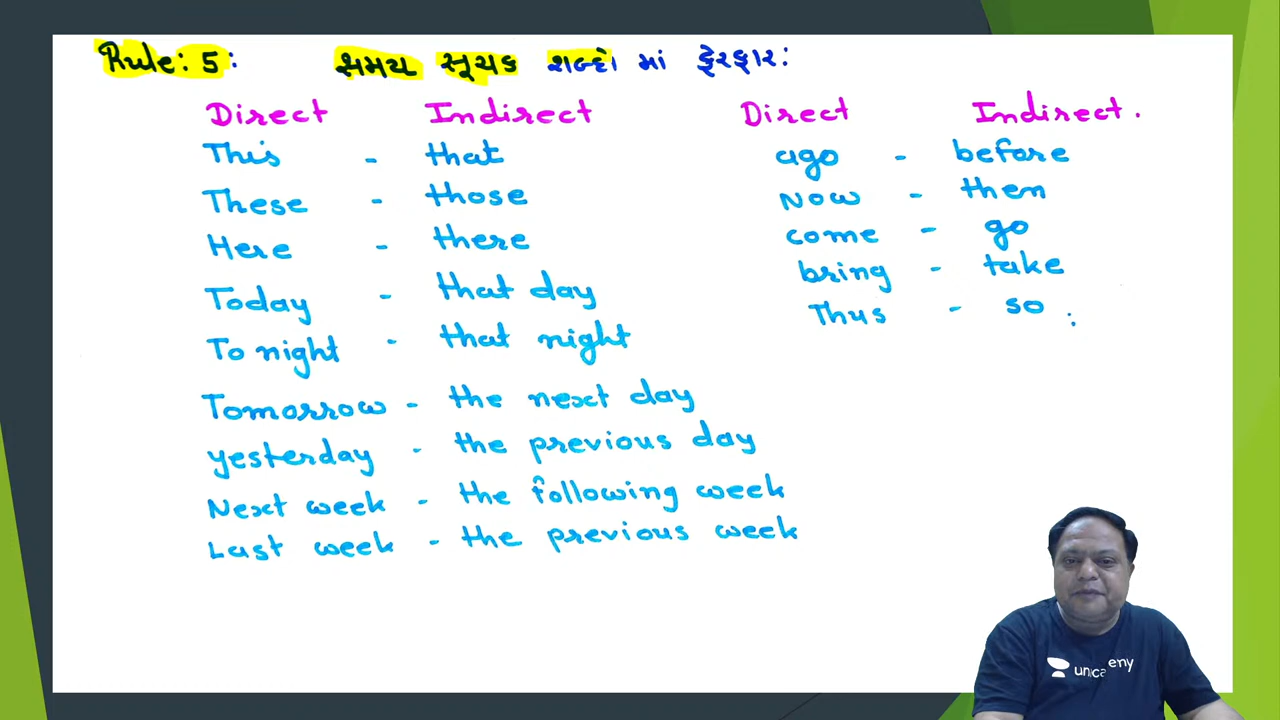 Rule: 5: સમય સૂચક શબ્દો માં ફેરફાર:
Direct Indirect
This - that
These - those
Here - there
Today - that day
To night - that night
Tomorrow - the next day
yesterday - the previous day
Next week - the following week
Last week - the previous week
Direct Indirect.
ago - before
Now - then
come - go
bring - take
Thus - so :
unacademy